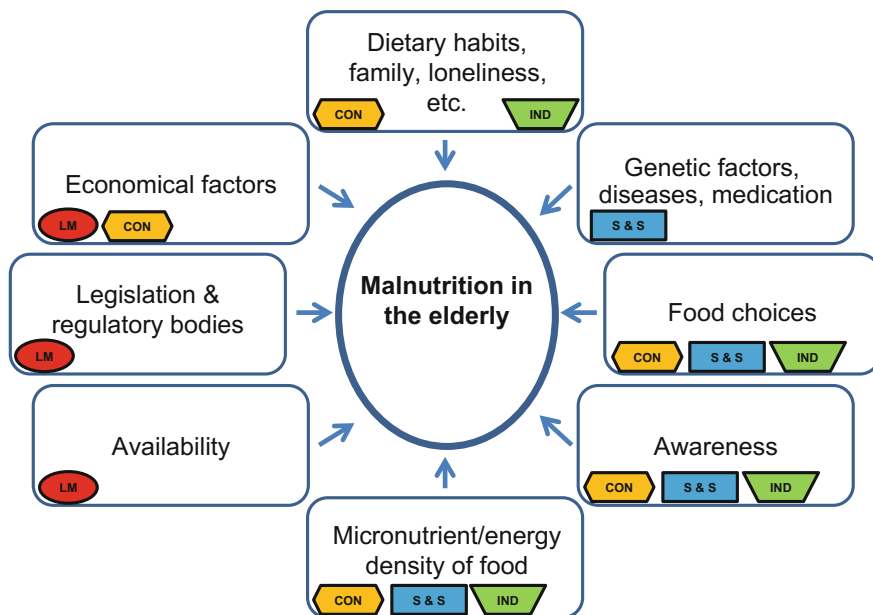 Dietary habits,
family, loneliness,
etc.
CON
IND
Economical factors
LM
CON
Genetic factors,
diseases, medication
S & S
Legislation &
regulatory bodies
LM
Malnutrition in
the elderly
Food choices
CON
S & S
IND
Availability
LM
Awareness
CON
S & S
IND
Micronutrient/energy
density of food
CON
S & S
IND